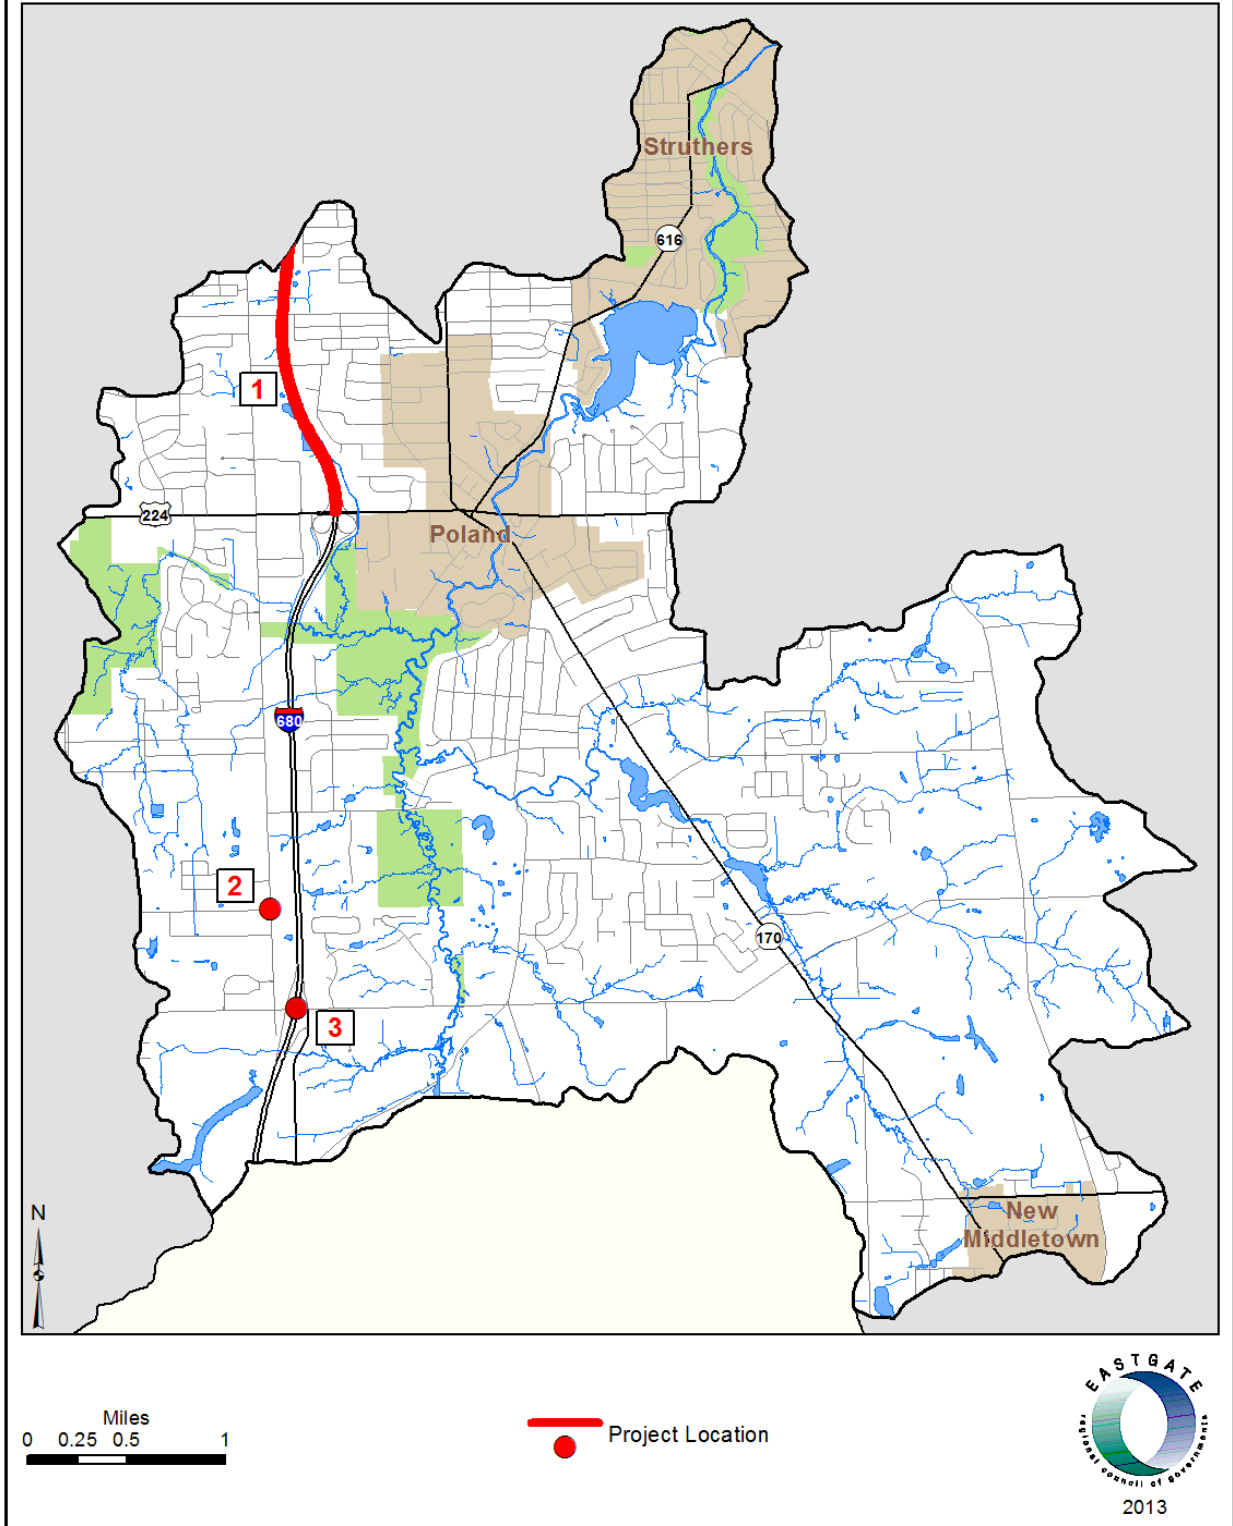 Struthers
616
1
224
Poland
680
2
170
3
New
Middletown
N
Miles
0 0.25 0.5 1
Project Location
EASTGATE
regional council of governments
2013